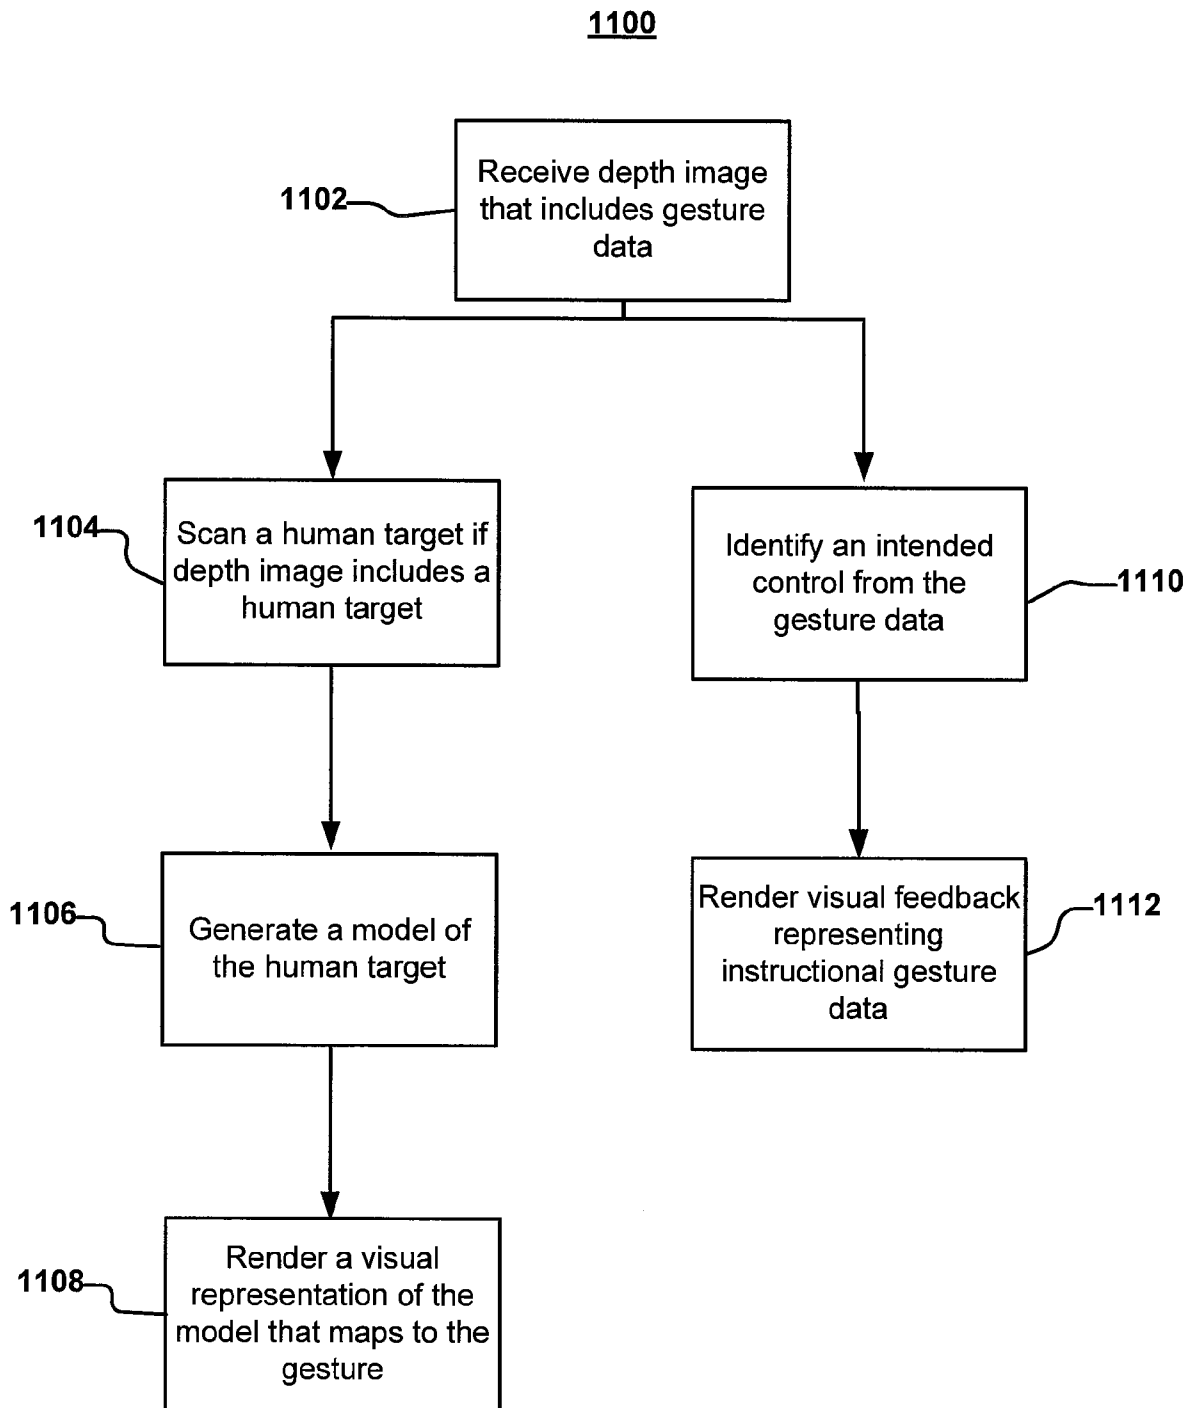 1100
1102
Receive depth image
that includes gesture
data
1104
Scan a human target if
depth image includes a
human target
Identify an intended
control from the
gesture data
1110
1106
Generate a model of
the human target
Render visual feedback
representing
instructional gesture
data
1112
1108
Render a visual
representation of the
model that maps to the
gesture